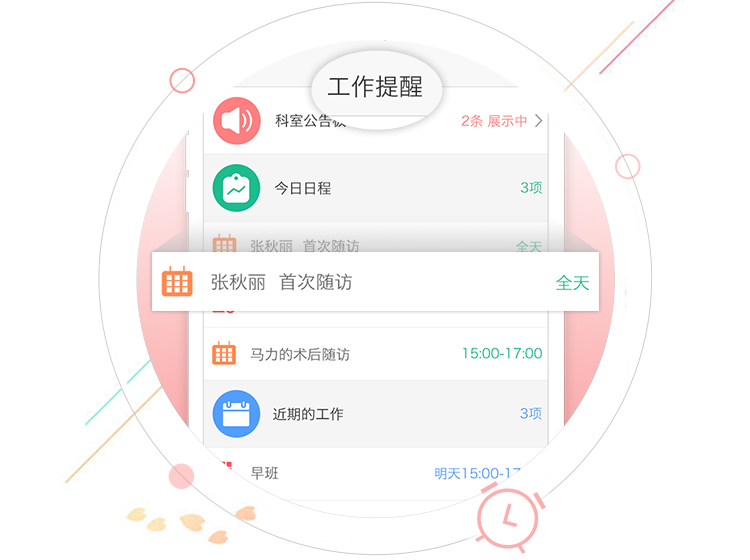 工作提醒
科室公告板 2条 展示中
今日日程 3项
张秋丽 首次随访 全天
张秋丽 首次随访 全天
马力的术后随访 15:00-17:00
近期的工作 3项
早班 明天15:00-17